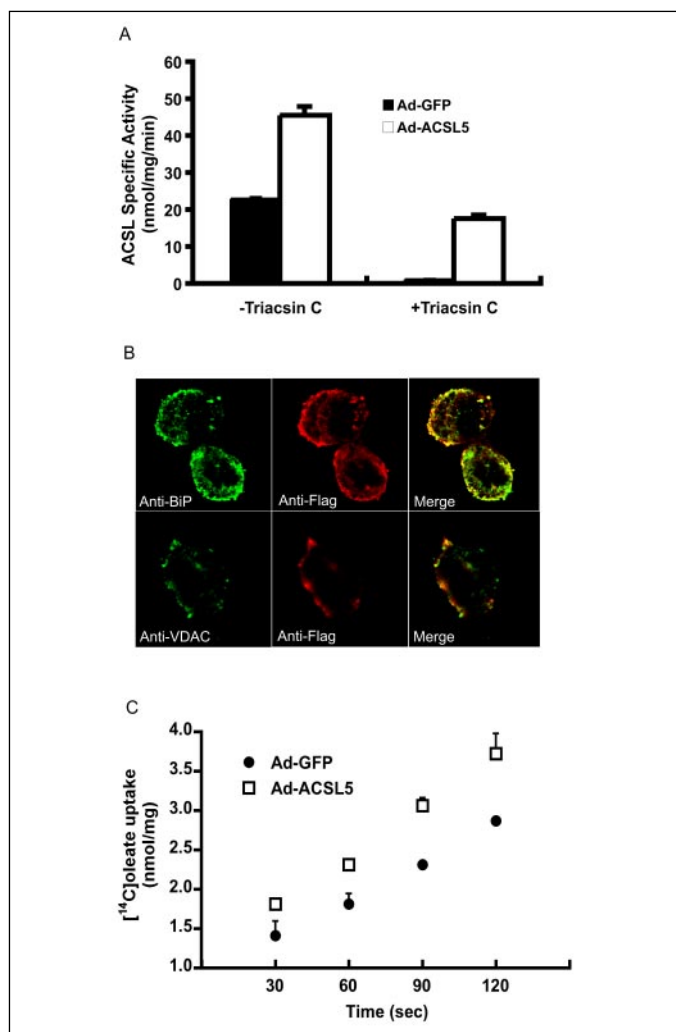 A
ACSL Specific Activity
(nmol/mg/min)
60
50
40
30
20
10
0
Ad-GFP
Ad-ACSL5
-Triacsin C
+Triacsin C
B
Anti-BiP
Anti-Flag
Merge
Anti-VDAC
Anti-Flag
Merge
C
[¹⁴C]oleate uptake
(nmol/mg)
4.0
3.5
3.0
2.5
2.0
1.5
1.0
Ad-GFP
Ad-ACSL5
30
60
90
120
Time (sec)